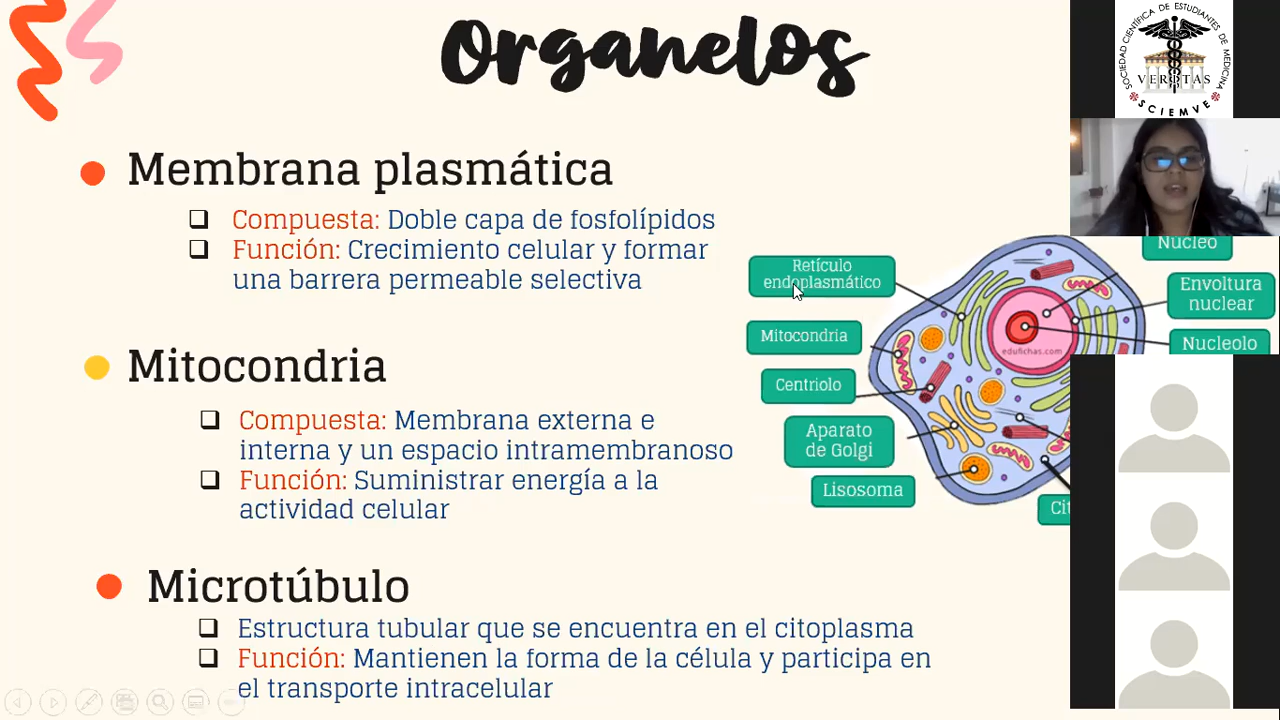 Organelos
Membrana plasmática
Compuesta: Doble capa de fosfolípidos
Función: Crecimiento celular y formar
una barrera permeable selectiva
Mitocondria
Compuesta: Membrana externa e
interna y un espacio intramembranoso
Función: Suministrar energía a la
actividad celular
Microtúbulo
Estructura tubular que se encuentra en el citoplasma
Función: Mantienen la forma de la célula y participa en
el transporte intracelular
Retículo
endoplasmático
Mitocondria
Centriolo
Aparato
de Golgi
Lisosoma
Núcleo
Envoltura
nuclear
Nucleolo
edufichas.com
SOCIEDAD CIENTÍFICA DE ESTUDIANTES DE MEDICINA
VERITAS
SCIEMVE